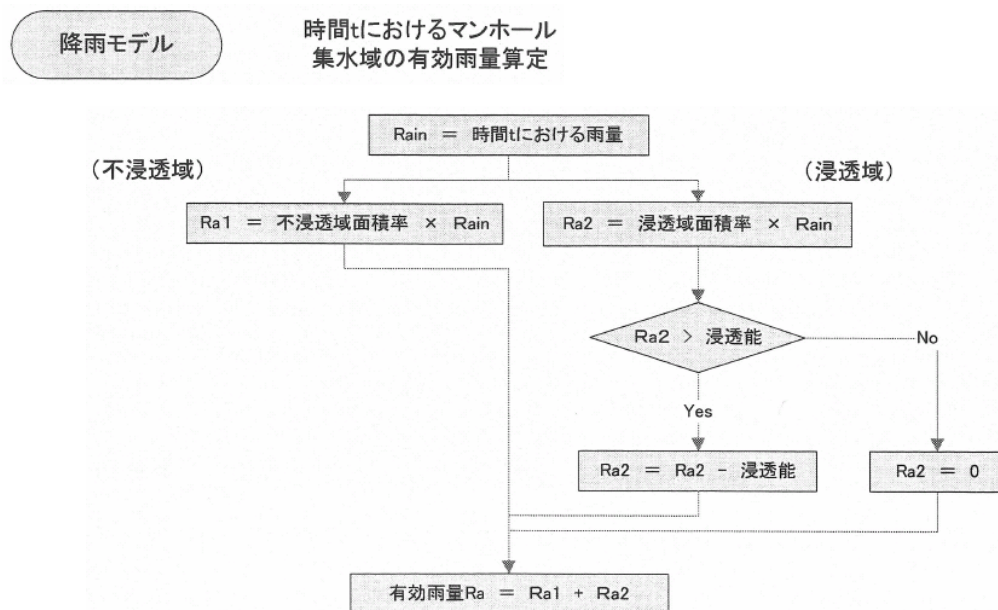 降雨モデル
時間tにおけるマンホール
集水域の有効雨量算定
Rain = 時間tにおける雨量
(不浸透域)
(浸透域)
Ra1 = 不浸透域面積率 × Rain
Ra2 = 浸透域面積率 × Rain
Ra2 > 浸透能
No
Yes
Ra2 = Ra2 - 浸透能
Ra2 = 0
有効雨量Ra = Ra1 + Ra2